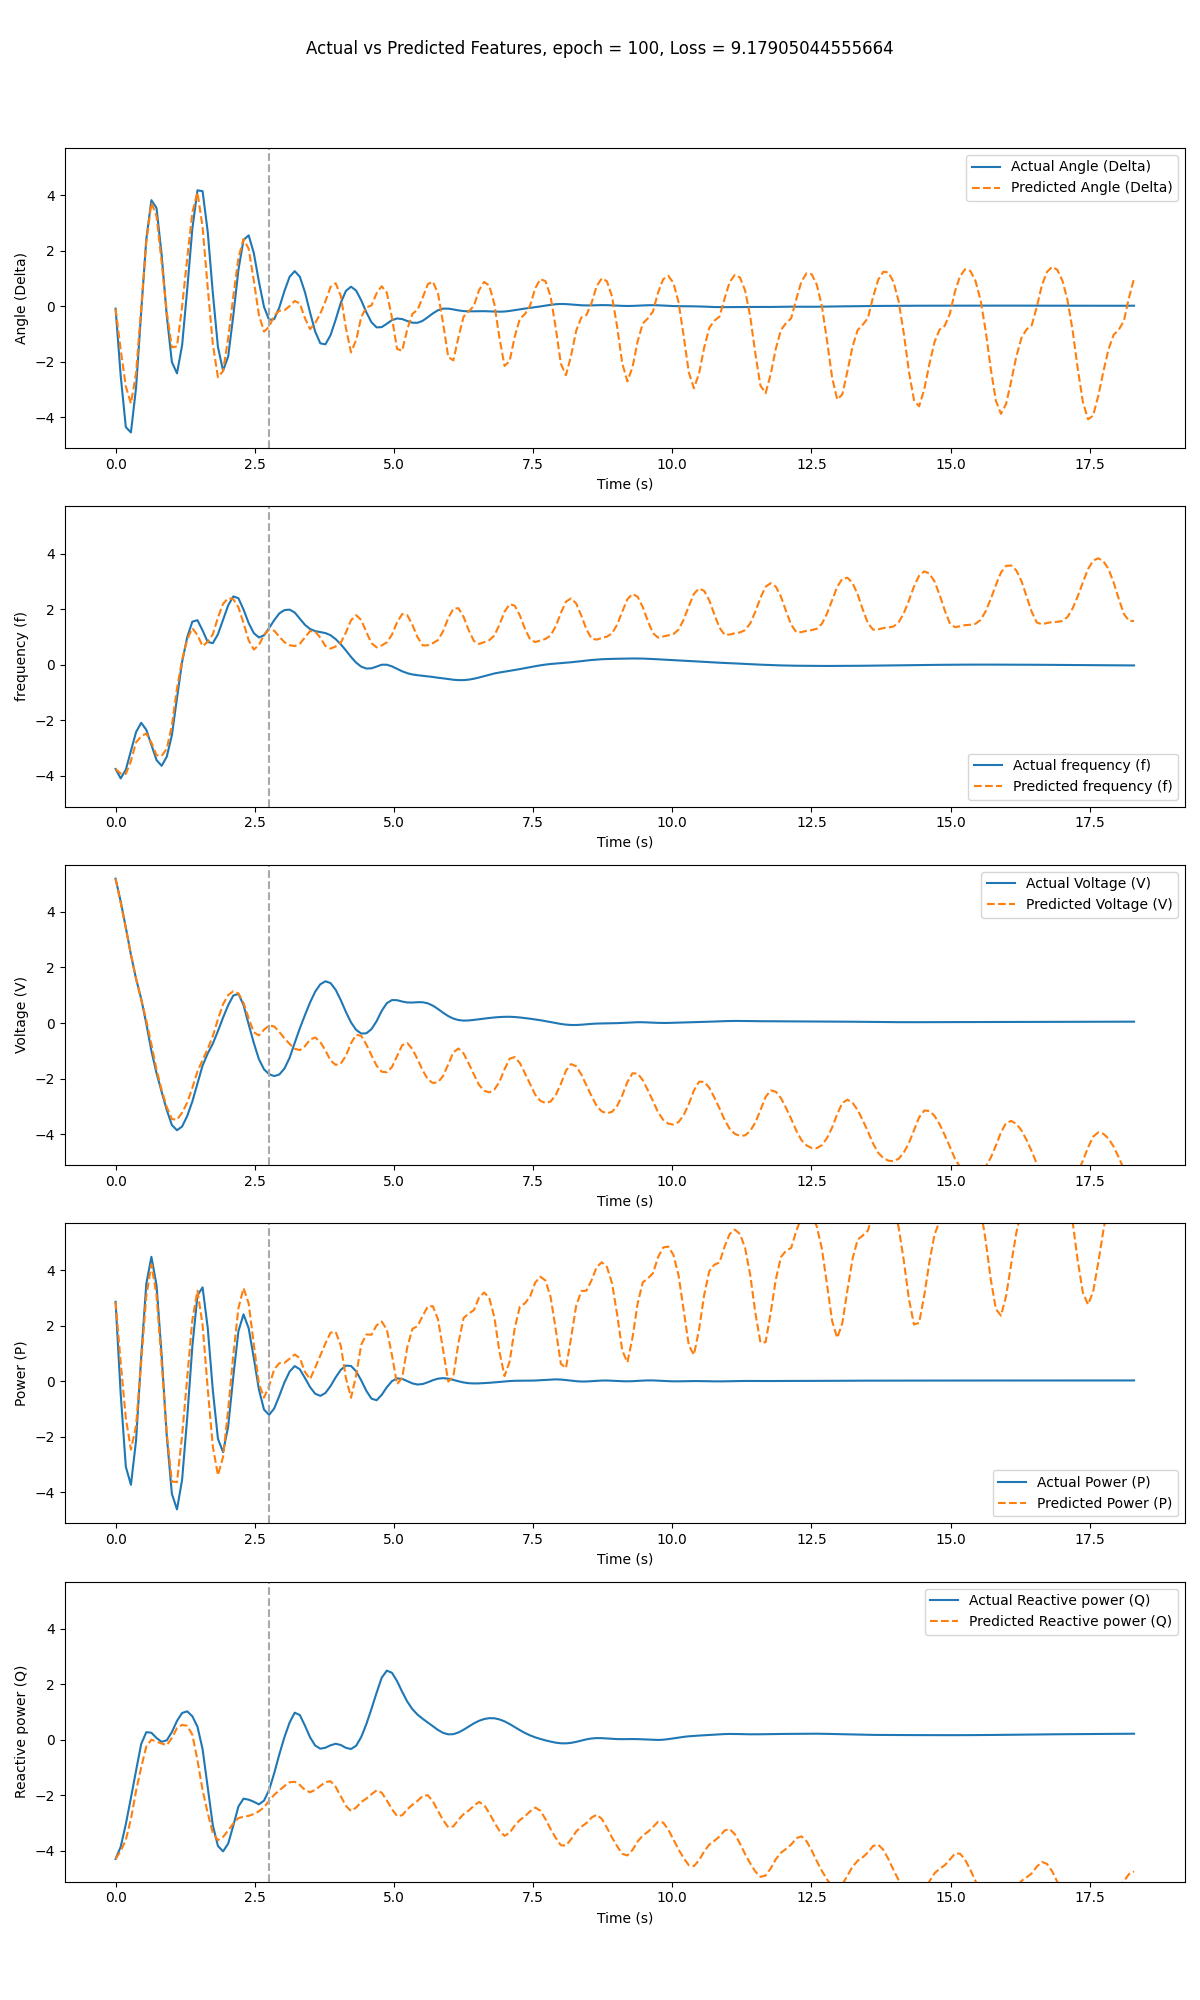 Actual vs Predicted Features, epoch = 100, Loss = 9.17905044555664
Actual Angle (Delta)
Predicted Angle (Delta)
Angle (Delta)
4
2
0
−2
−4
0.0 2.5 5.0 7.5 10.0 12.5 15.0 17.5
Time (s)
frequency (f)
4
2
0
−2
−4
Actual frequency (f)
Predicted frequency (f)
0.0 2.5 5.0 7.5 10.0 12.5 15.0 17.5
Time (s)
Actual Voltage (V)
Predicted Voltage (V)
Voltage (V)
4
2
0
−2
−4
0.0 2.5 5.0 7.5 10.0 12.5 15.0 17.5
Time (s)
Power (P)
4
2
0
−2
−4
Actual Power (P)
Predicted Power (P)
0.0 2.5 5.0 7.5 10.0 12.5 15.0 17.5
Time (s)
Actual Reactive power (Q)
Predicted Reactive power (Q)
Reactive power (Q)
4
2
0
−2
−4
0.0 2.5 5.0 7.5 10.0 12.5 15.0 17.5
Time (s)